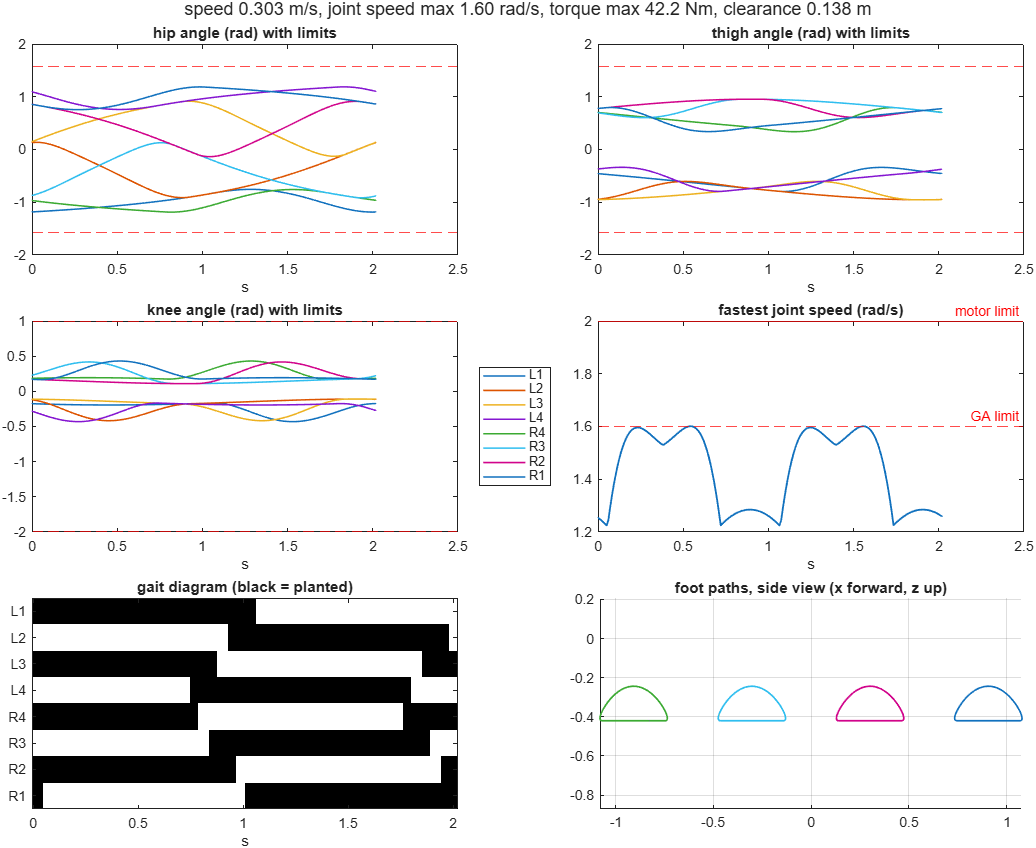 speed 0.303 m/s, joint speed max 1.60 rad/s, torque max 42.2 Nm, clearance 0.138 m
hip angle (rad) with limits
2
1
0
-1
-2
0 0.5 1 1.5 2 2.5
s
thigh angle (rad) with limits
2
1
0
-1
-2
0 0.5 1 1.5 2 2.5
s
knee angle (rad) with limits
1
0.5
0
-0.5
-1
-1.5
-2
0 0.5 1 1.5 2 2.5
s
L1
L2
L3
L4
R4
R3
R2
R1
fastest joint speed (rad/s)
motor limit
GA limit
2
1.8
1.6
1.4
1.2
0 0.5 1 1.5 2 2.5
s
gait diagram (black = planted)
L1
L2
L3
L4
R4
R3
R2
R1
0 1 2
s
foot paths, side view (x forward, z up)
0.2
0
-0.2
-0.4
-0.6
-0.8
-1 -0.5 0 0.5 1